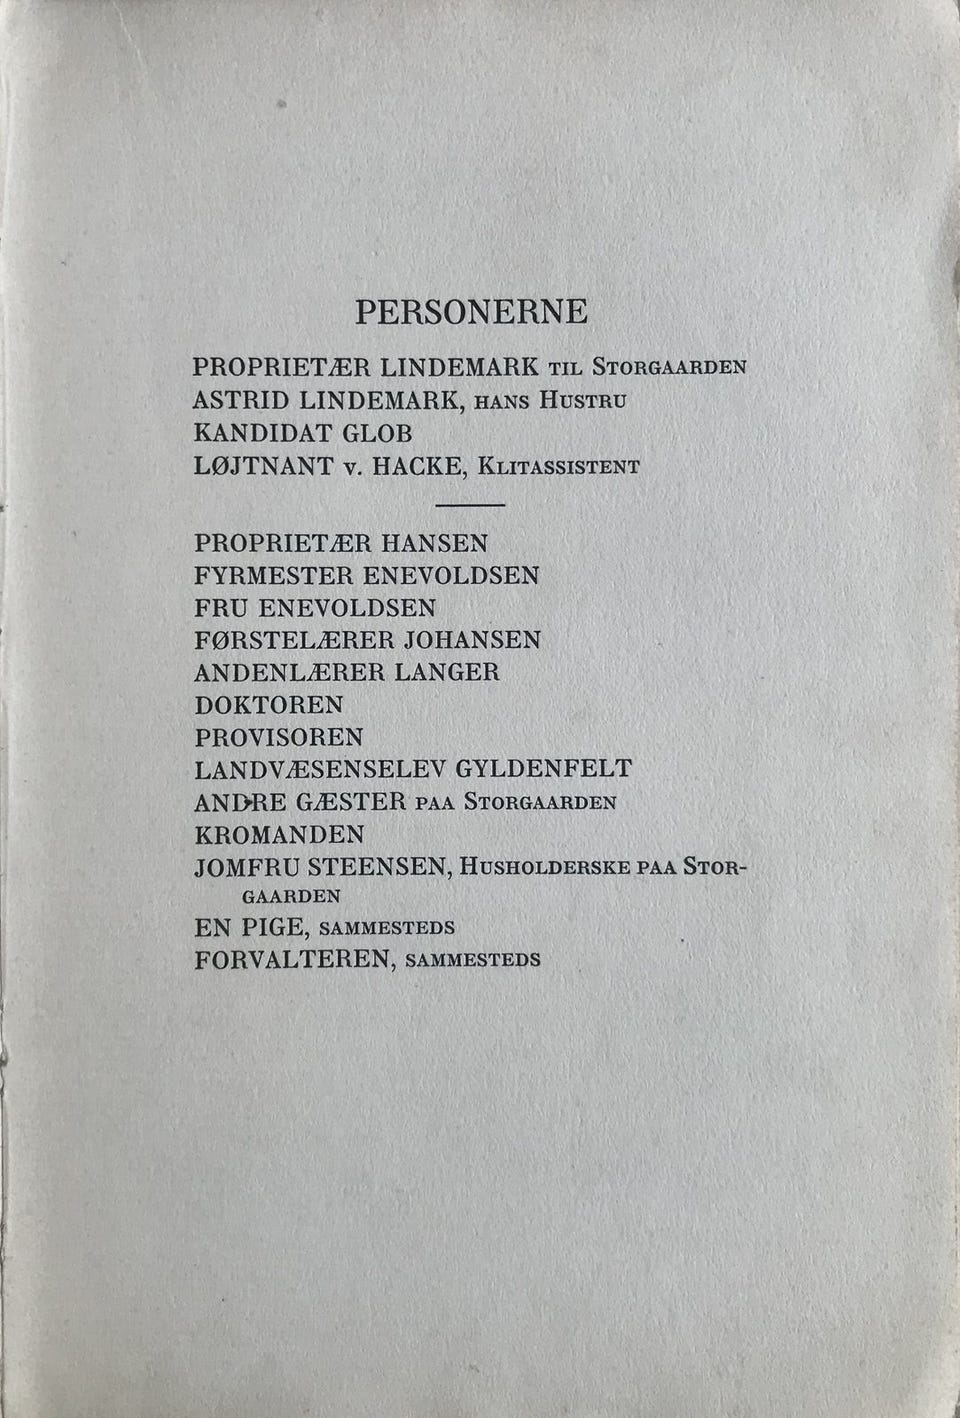 PERSONERNE
PROPRIETÆR LINDEMARK TIL STORGAARDEN
ASTRID LINDEMARK, HANS HUSTRU
KANDIDAT GLOB
LØJTNANT V. HACKE, KLITASSISTENT
PROPRIETÆR HANSEN
FYRMESTER ENEVOLDSEN
FRU ENEVOLDSEN
FØRSTELÆRER JOHANSEN
ANDENLÆRER LANGER
DOKTOREN
PROVISOREN
LANDVÆSENSELEV GYLDENFELT
ANDRE GÆSTER PAA STORGAARDEN
KROMANDEN
JOMFRU STEENSEN, HUSHOLDERSKE PAA STOR-
GAARDEN
EN PIGE, SAMMESTEDS
FORVALTEREN, SAMMESTEDS